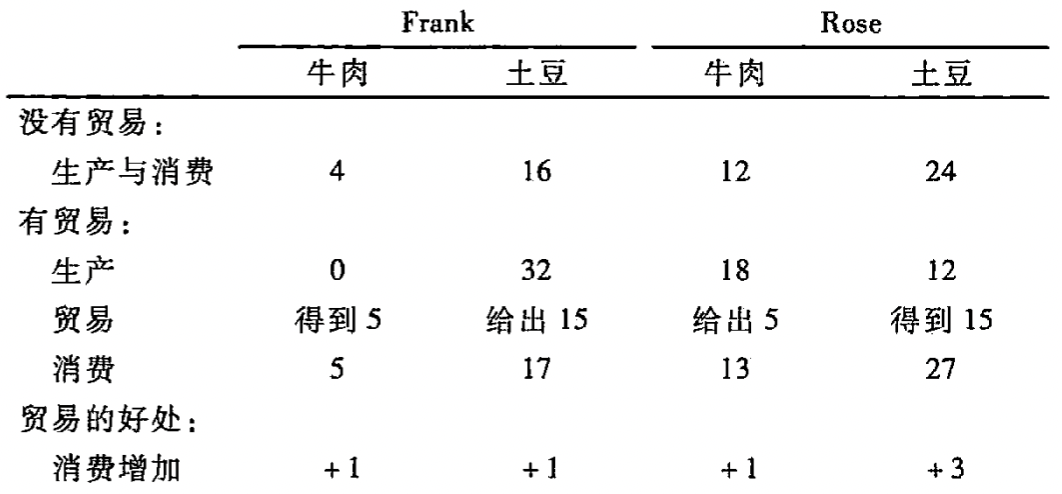 Frank Rose
牛肉 土豆 牛肉 土豆
没有贸易：
生产与消费 4 16 12 24
有贸易：
生产 0 32 18 12
贸易 得到 5 给出 15 给出 5 得到 15
消费 5 17 13 27
贸易的好处：
消费增加 +1 +1 +1 +3